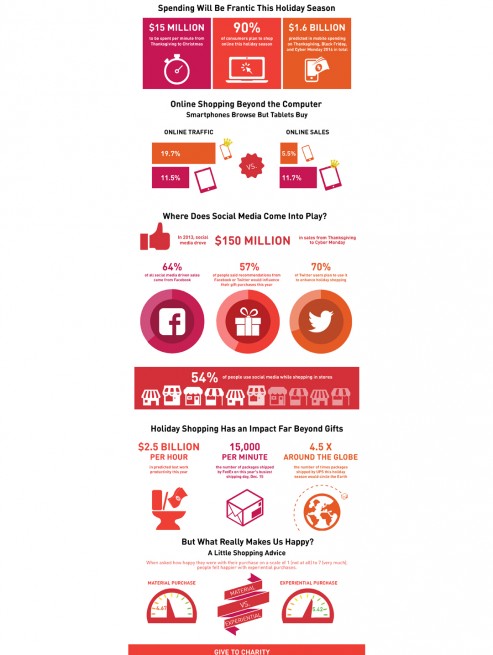 Spending Will Be Frantic This Holiday Season
$15 MILLION
to be spent per minute from
Thanksgiving to Christmas
90%
of consumers plan to shop
online this holiday season
$1.6 BILLION
predicted in mobile spending
on Thanksgiving, Black Friday,
and Cyber Monday 2014 in total
Online Shopping Beyond the Computer
Smartphones Browse But Tablets Buy
ONLINE TRAFFIC
19.7%
11.5%
VS.
ONLINE SALES
5.5%
11.7%
Where Does Social Media Come Into Play?
In 2013, social
media drove
$150 MILLION
in sales from Thanksgiving
to Cyber Monday
64%
of all social media driven sales
came from Facebook
57%
of people said recommendations from
Facebook or Twitter would influence
their gift purchases this year
70%
of Twitter users plan to use it
to enhance holiday shopping
54% of people use social media while shopping in stores
Holiday Shopping Has an Impact Far Beyond Gifts
$2.5 BILLION
PER HOUR
in predicted lost work
productivity this year
15,000
PER MINUTE
the number of packages shipped
by FedEx on this year's busiest
shipping day, Dec. 15
4.5 X
AROUND THE GLOBE
the number of times packages
shipped by UPS this holiday
season would circle the Earth
But What Really Makes Us Happy?
A Little Shopping Advice
When asked how happy they were with their purchase on a scale of 1 (not at all) to 7 (very much),
people felt happier with experiential purchases.
MATERIAL PURCHASE
MATERIAL
VS.
EXPERIENTIAL
EXPERIENTIAL PURCHASE
GIVE TO CHARITY